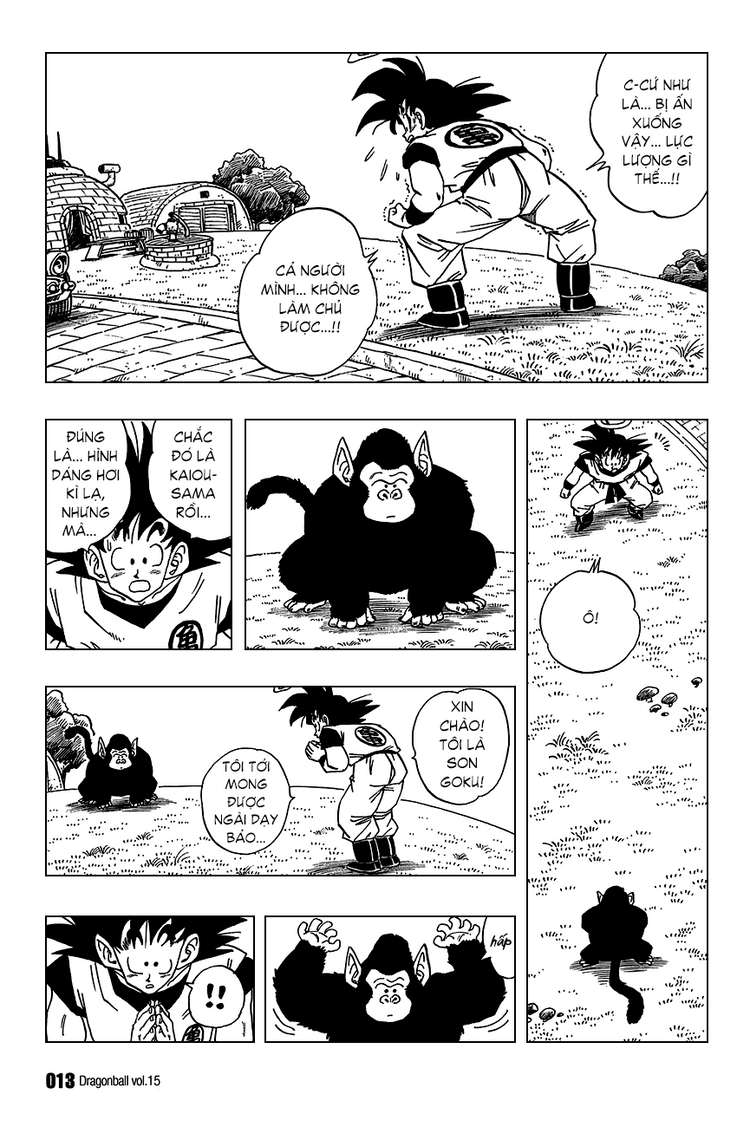 C-CỨ NHƯ
LÀ... BỊ ẤN
XUỐNG
VẬY... LỰC
LƯỢNG GÌ
THẾ...!!
CẢ NGƯỜI
MÌNH... KHÔNG
LÀM CHỦ
ĐƯỢC...!!
Ô!
CHẮC
ĐÓ LÀ
KAIOU-
SAMA
RỒI...
ĐÚNG
LÀ... HÌNH
DÁNG HƠI
KÌ LẠ,
NHƯNG
MÀ...
XIN
CHÀO!
TÔI LÀ
SON
GOKU!
TÔI TỚI
MONG
ĐƯỢC
NGÀI DẠY
BẢO...
hấp
!!
亀
013 Dragonball vol.15